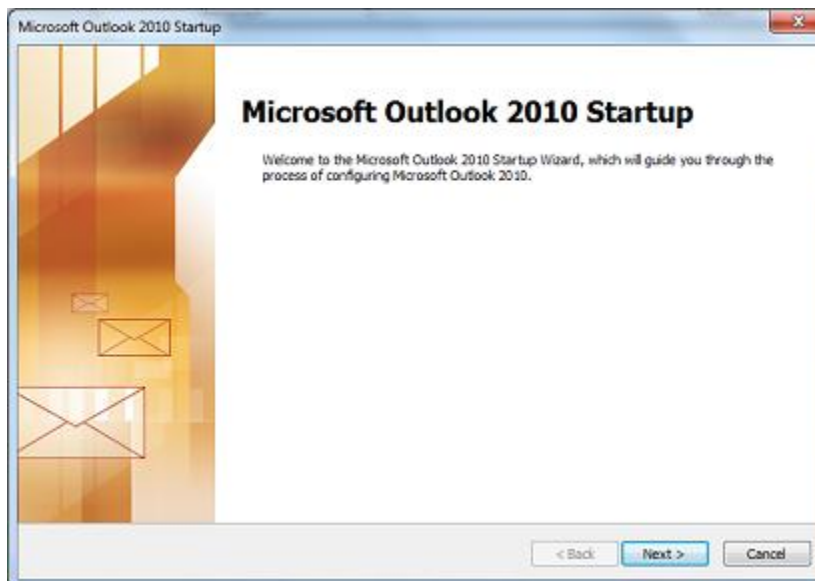 Microsoft Outlook 2010 Startup
Microsoft Outlook 2010 Startup
Welcome to the Microsoft Outlook 2010 Startup Wizard, which will guide you through the
process of configuring Microsoft Outlook 2010.
< Back Next > Cancel